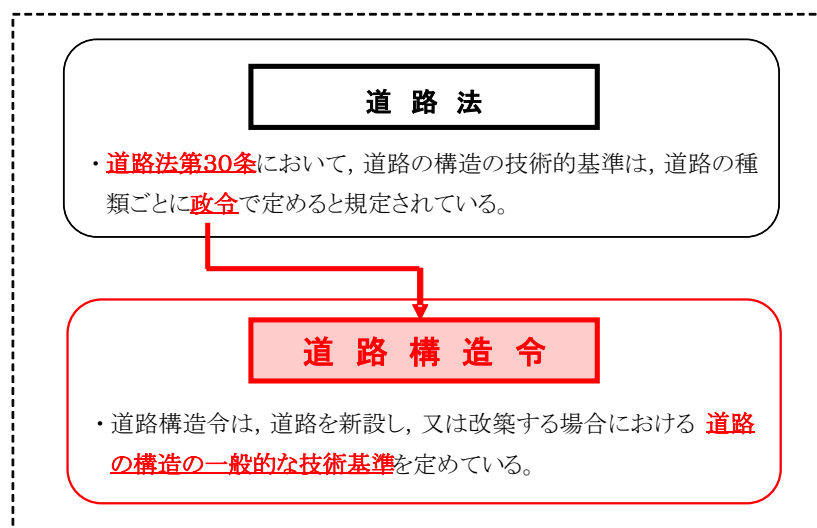 道 路 法
・道路法第30条において，道路の構造の技術的基準は，道路の種
類ごとに政令で定めると規定されている。
道 路 構 造 令
・道路構造令は，道路を新設し，又は改築する場合における 道路
の構造の一般的な技術基準を定めている。